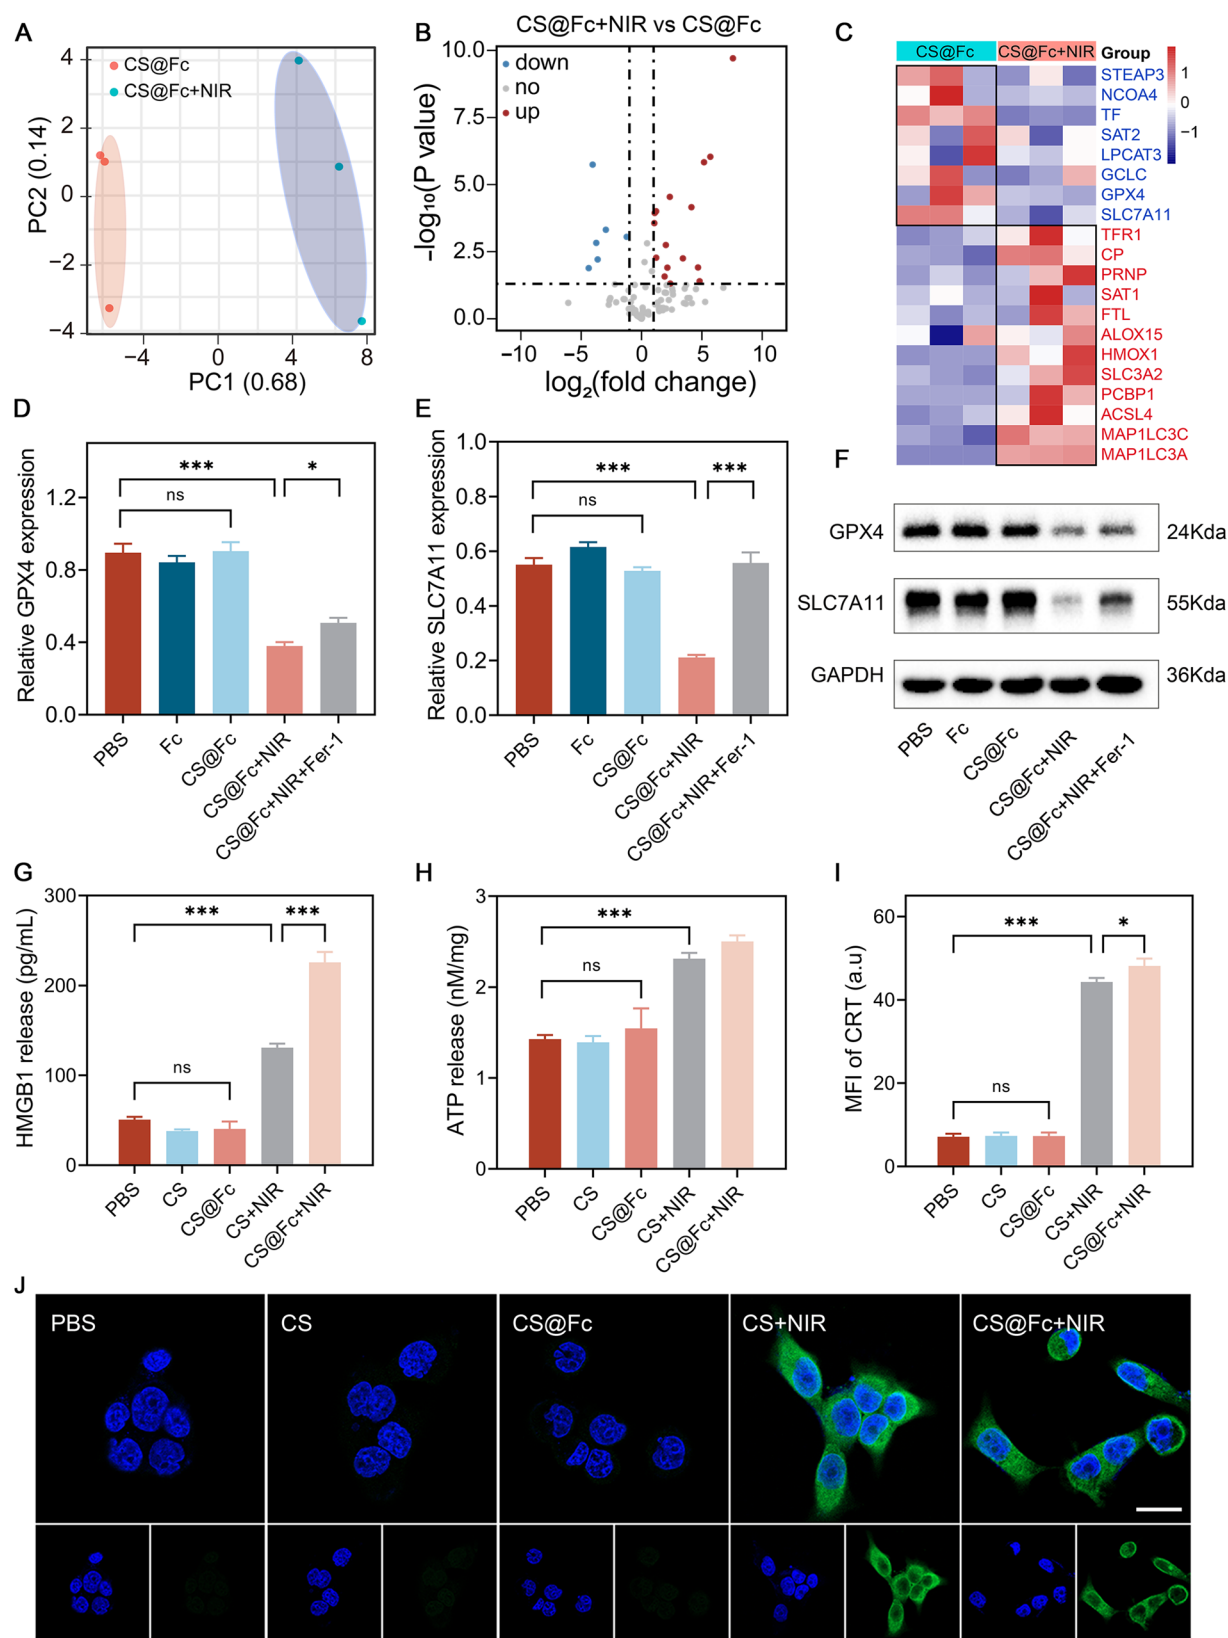 A
CS@Fc
CS@Fc+NIR
4
2
0
−2
−4
PC2 (0.14)
−4
0
4
8
PC1 (0.68)
B
CS@Fc+NIR vs CS@Fc
down
no
up
10.0
7.5
5.0
2.5
0.0
-log₁₀(P value)
−10
−5
0
5
10
log₂(fold change)
C
CS@Fc
CS@Fc+NIR
Group
STEAP3
NCOA4
TF
SAT2
LPCAT3
GCLC
GPX4
SLC7A11
TFR1
CP
PRNP
SAT1
FTL
ALOX15
HMOX1
SLC3A2
PCBP1
ACSL4
MAP1LC3C
MAP1LC3A
1
0
−1
D
Relative GPX4 expression
1.2
0.9
0.8
0.4
0.0
***
*
ns
PBS
Fc
CS@Fc
CS@Fc+NIR
CS@Fc+NIR+Fer-1
E
Relative SLC7A11 expression
1.0
0.8
0.6
0.4
0.2
0.0
***
***
ns
PBS
Fc
CS@Fc
CS@Fc+NIR
CS@Fc+NIR+Fer-1
F
GPX4
24Kda
SLC7A11
55Kda
GAPDH
36Kda
PBS
Fc
CS@Fc
CS@Fc+NIR
CS@Fc+NIR+Fer-1
G
HMGB1 release (pg/mL)
300
200
100
0
***
***
ns
PBS
CS
CS@Fc
CS+NIR
CS@Fc+NIR
H
ATP release (nM/mg)
3
2
1
0
***
ns
PBS
CS
CS@Fc
CS+NIR
CS@Fc+NIR
I
MFI of CRT (a.u)
60
40
20
0
***
*
ns
PBS
CS
CS@Fc
CS+NIR
CS@Fc+NIR
J
PBS
CS
CS@Fc
CS+NIR
CS@Fc+NIR